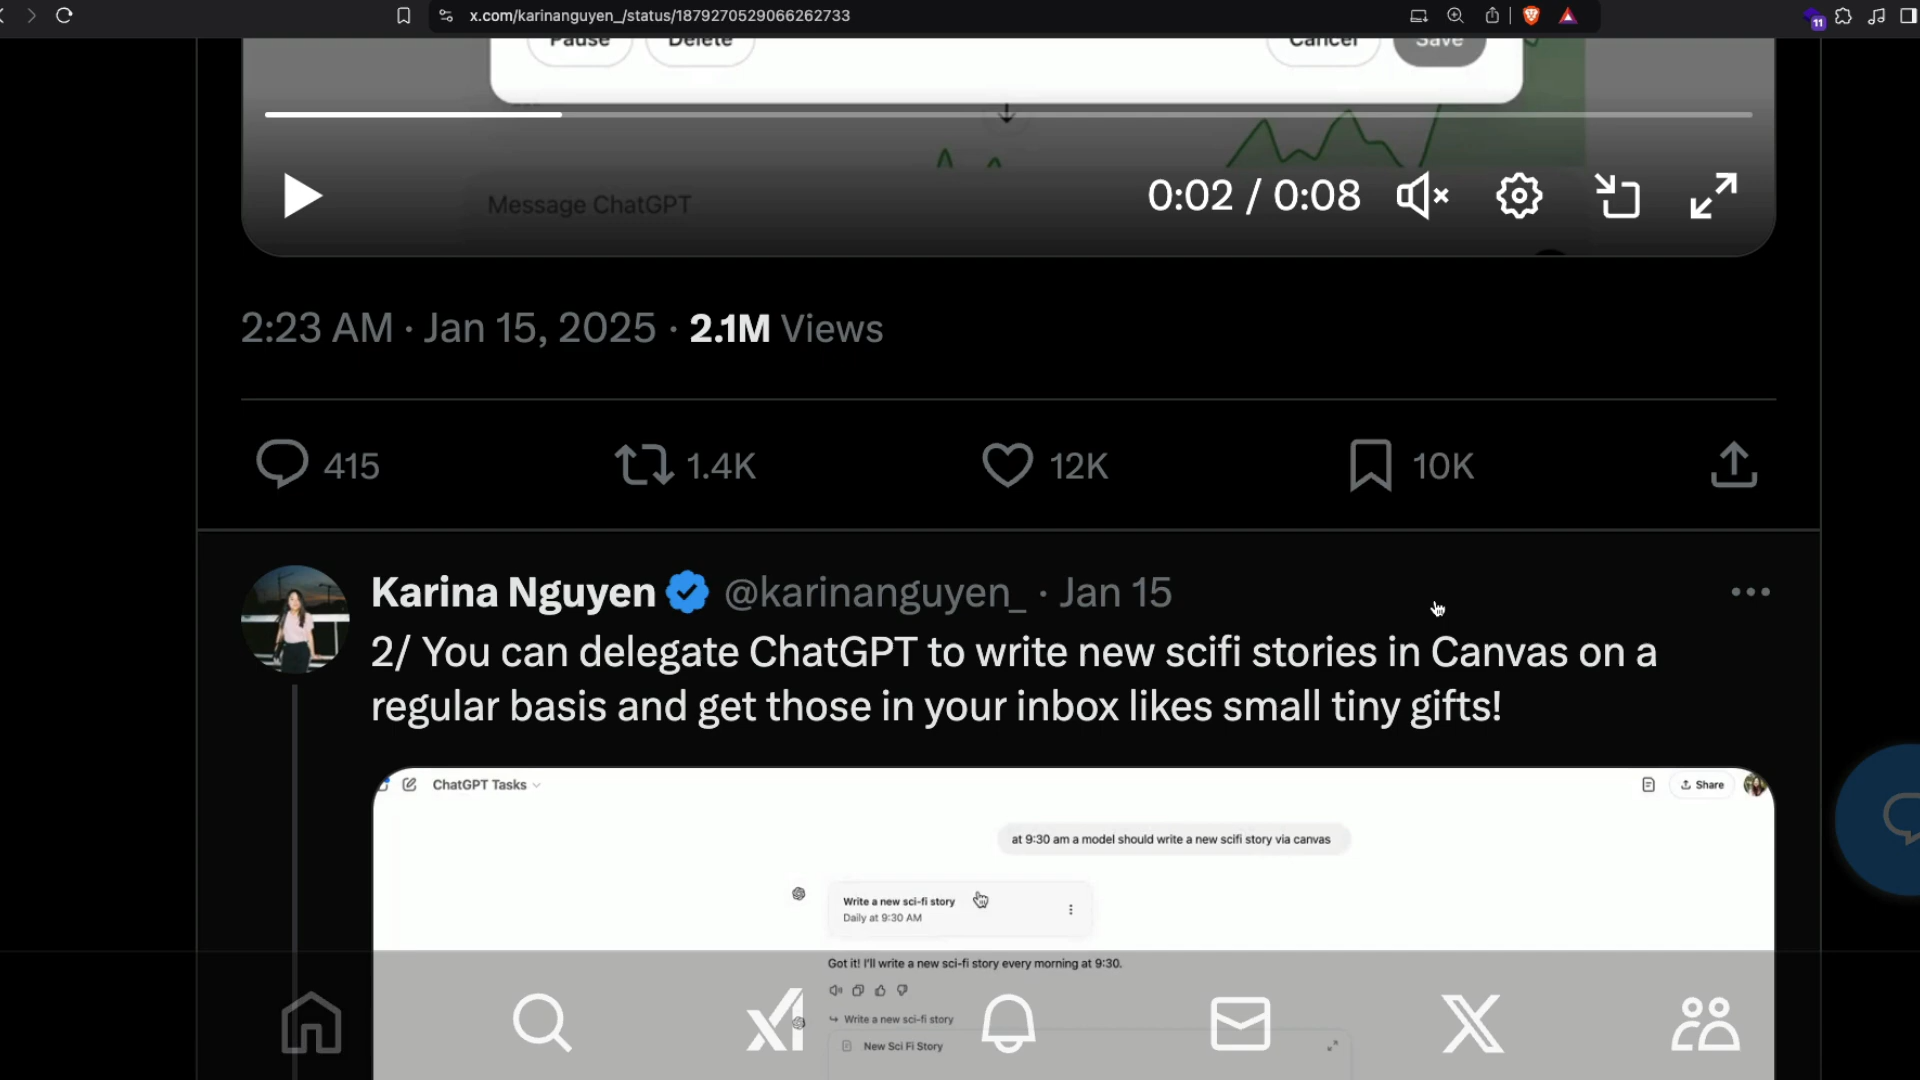 x.com/karinanguyen_/status/1879270529066262733
11
Pause Delete Cancel Save
0:02 / 0:08
Message ChatGPT
2:23 AM · Jan 15, 2025 · 2.1M Views
415 1.4K 12K 10K
Karina Nguyen @karinanguyen_ · Jan 15
2/ You can delegate ChatGPT to write new scifi stories in Canvas on a
regular basis and get those in your inbox likes small tiny gifts!
ChatGPT Tasks Share
at 9:30 am a model should write a new scifi story via canvas
Write a new sci-fi story
Daily at 9:30 AM
Got it! I'll write a new sci-fi story every morning at 9:30.
Write a new sci-fi story
New Sci Fi Story